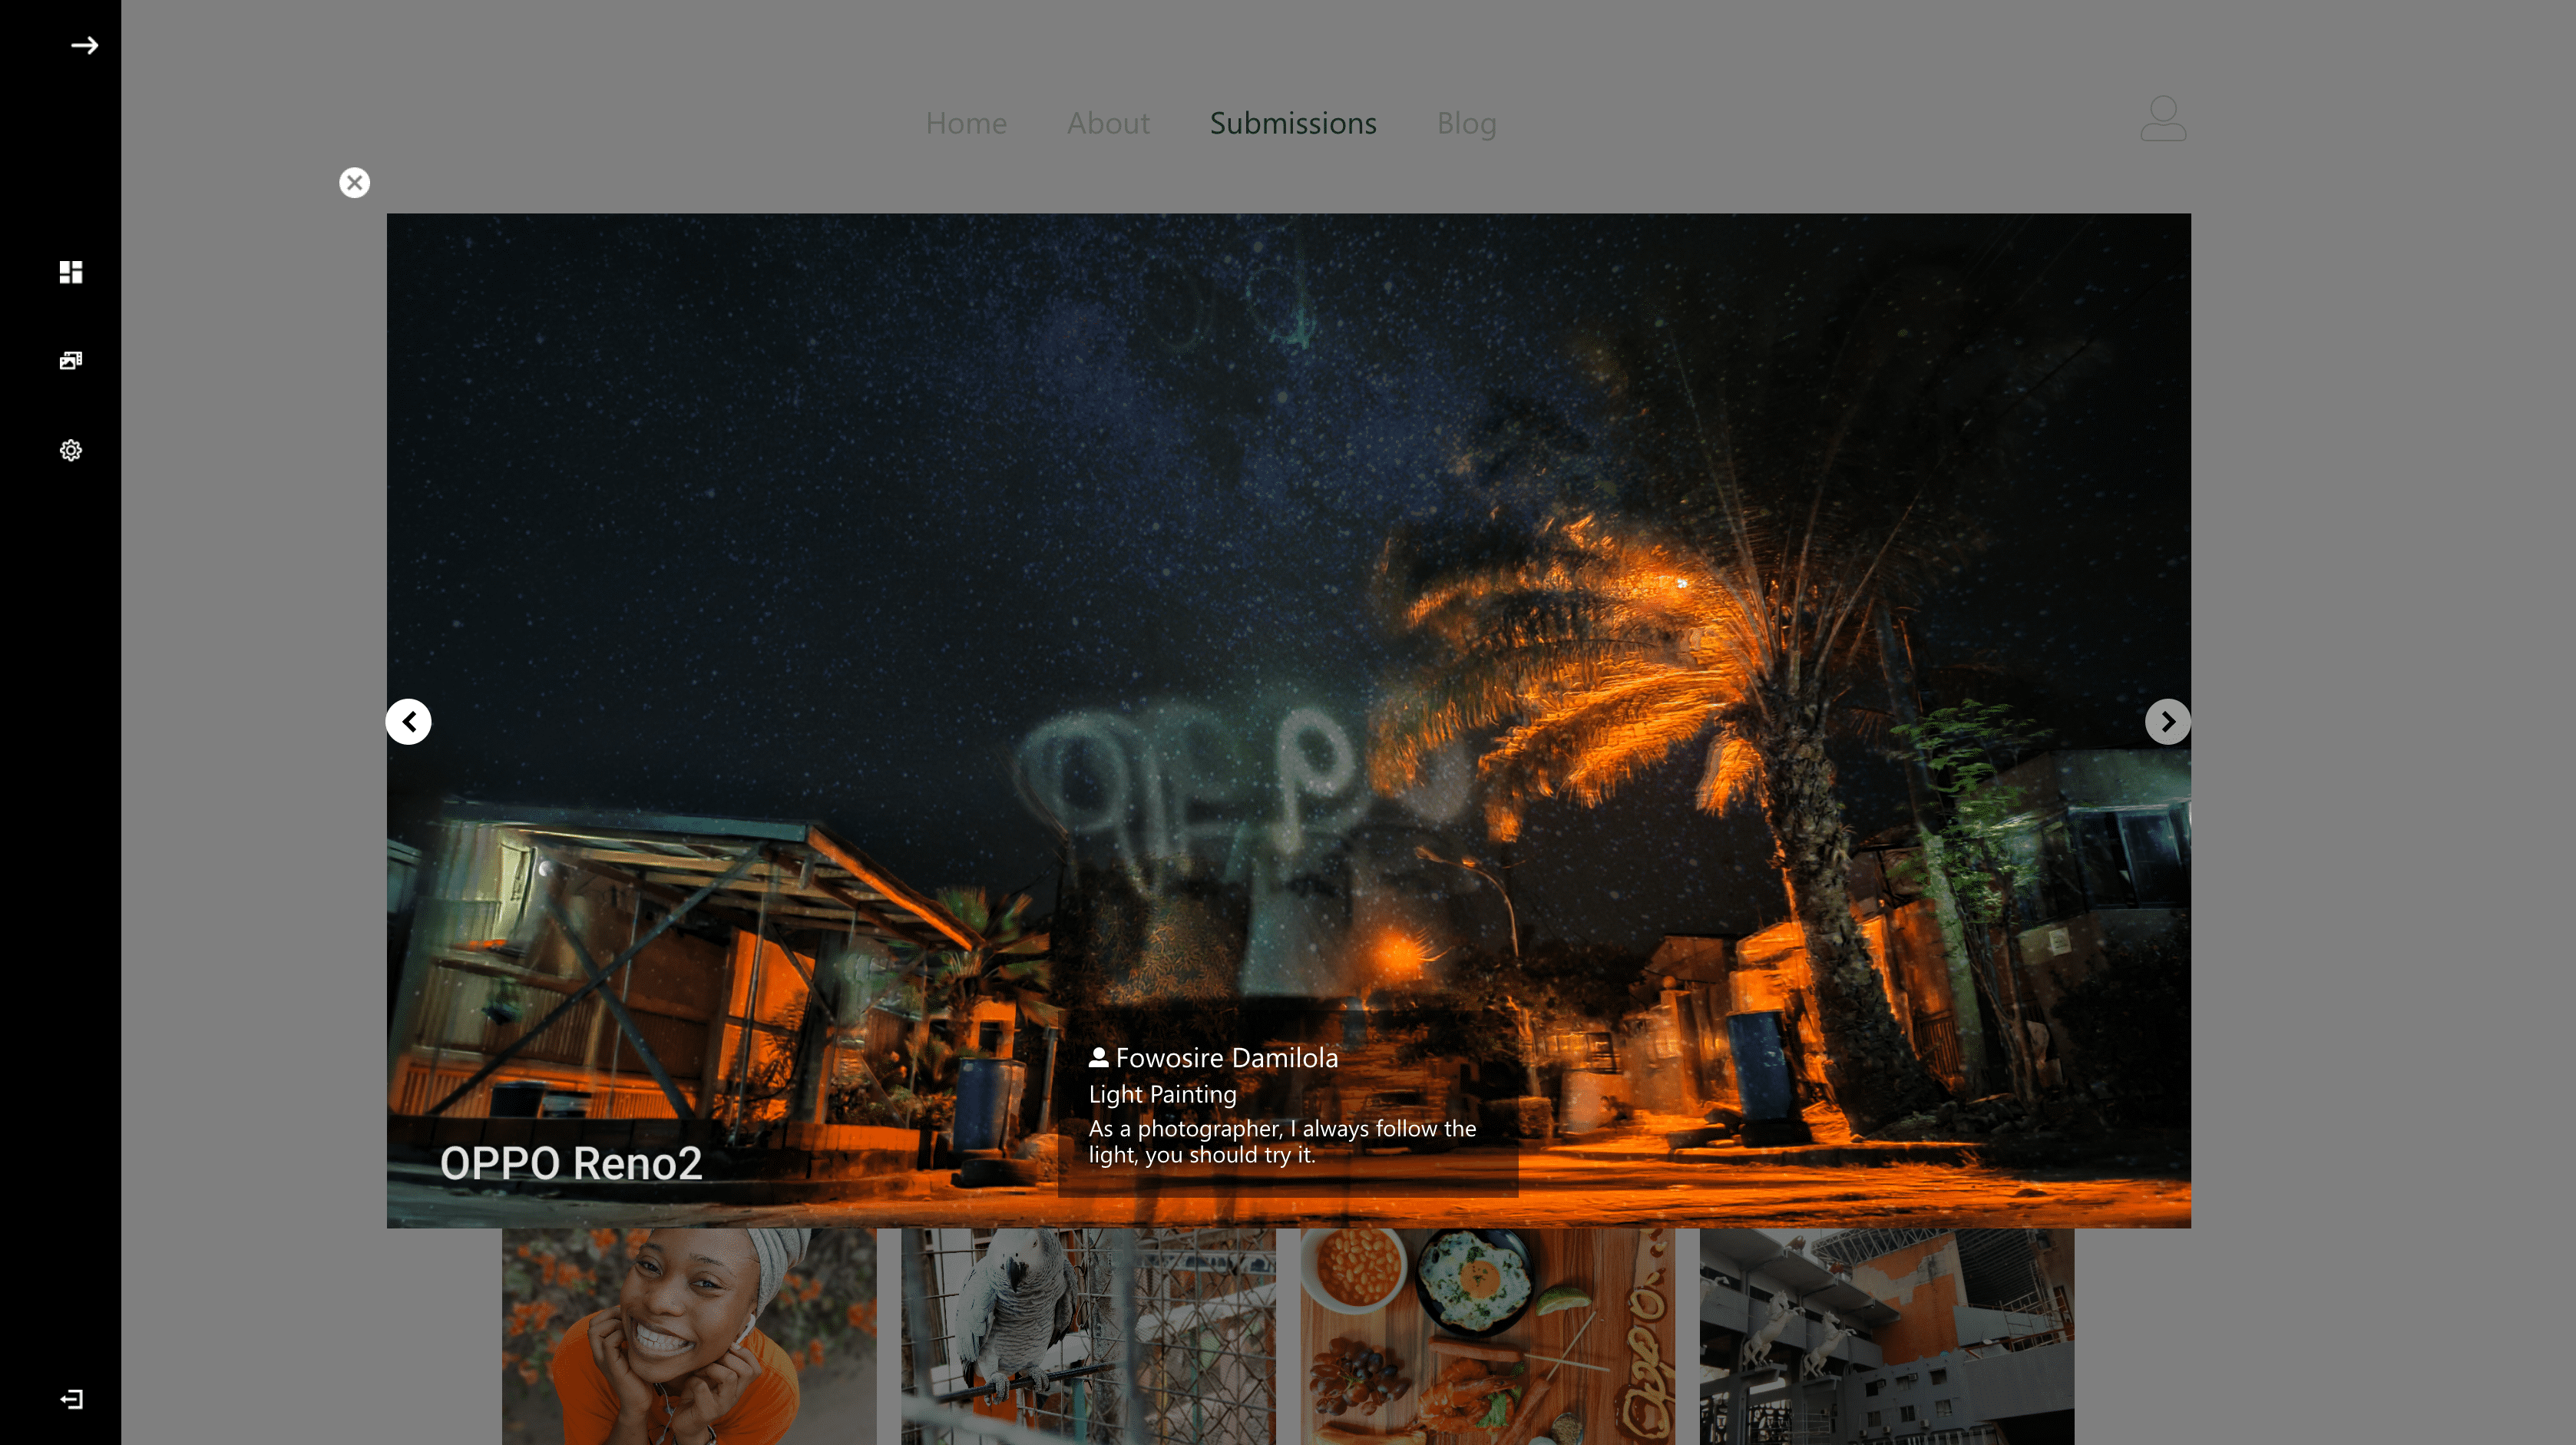 Home
About
Submissions
Blog
oppo
Fowosire Damilola
Light Painting
As a photographer, I always follow the
light, you should try it.
OPPO Reno2
OPPO